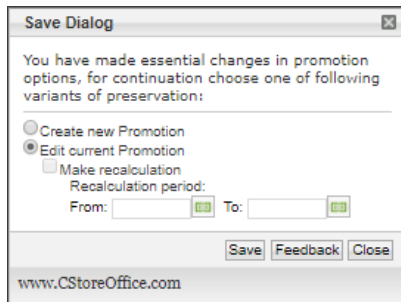 Save Dialog
You have made essential changes in promotion
options, for continuation choose one of following
variants of preservation:
Create new Promotion
Edit current Promotion
Make recalculation
Recalculation period:
From: To:
Save Feedback Close
www.CStoreOffice.com